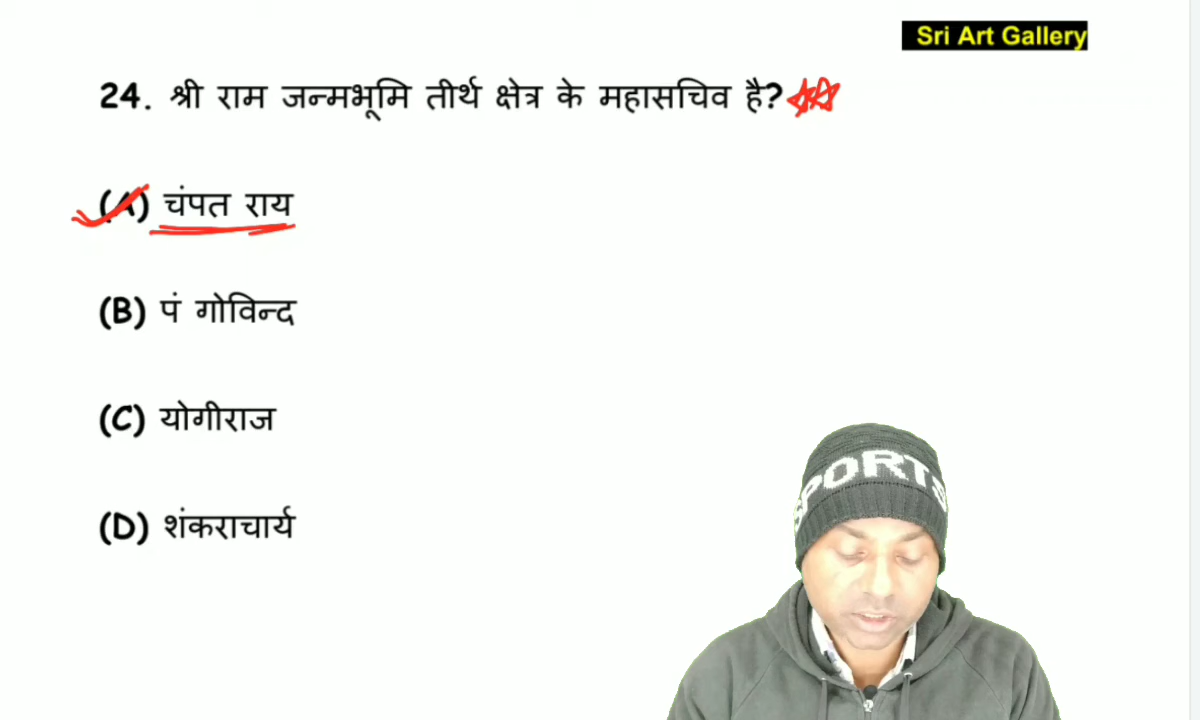 Sri Art Gallery
24. श्री राम जन्मभूमि तीर्थ क्षेत्र के महासचिव है?
(A) चंपत राय
(B) पं गोविन्द
(C) योगीराज
(D) शंकराचार्य
SPORTS